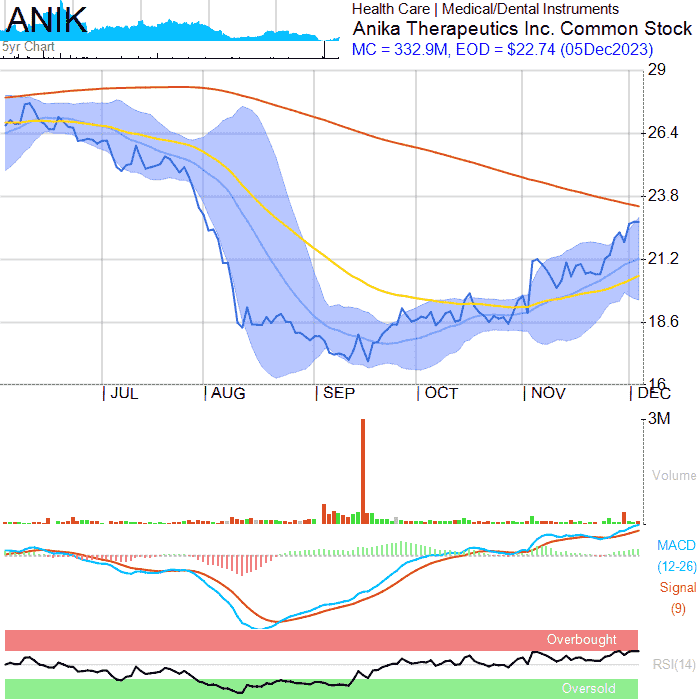 ANIK
5yr Chart
Health Care | Medical/Dental Instruments
Anika Therapeutics Inc. Common Stock
MC = 332.9M, EOD = $22.74 (05Dec2023)
29
26.4
23.8
21.2
18.6
16
JUL
AUG
SEP
OCT
NOV
DEC
3M
Volume
MACD
(12-26)
Signal
(9)
Overbought
RSI(14)
Oversold